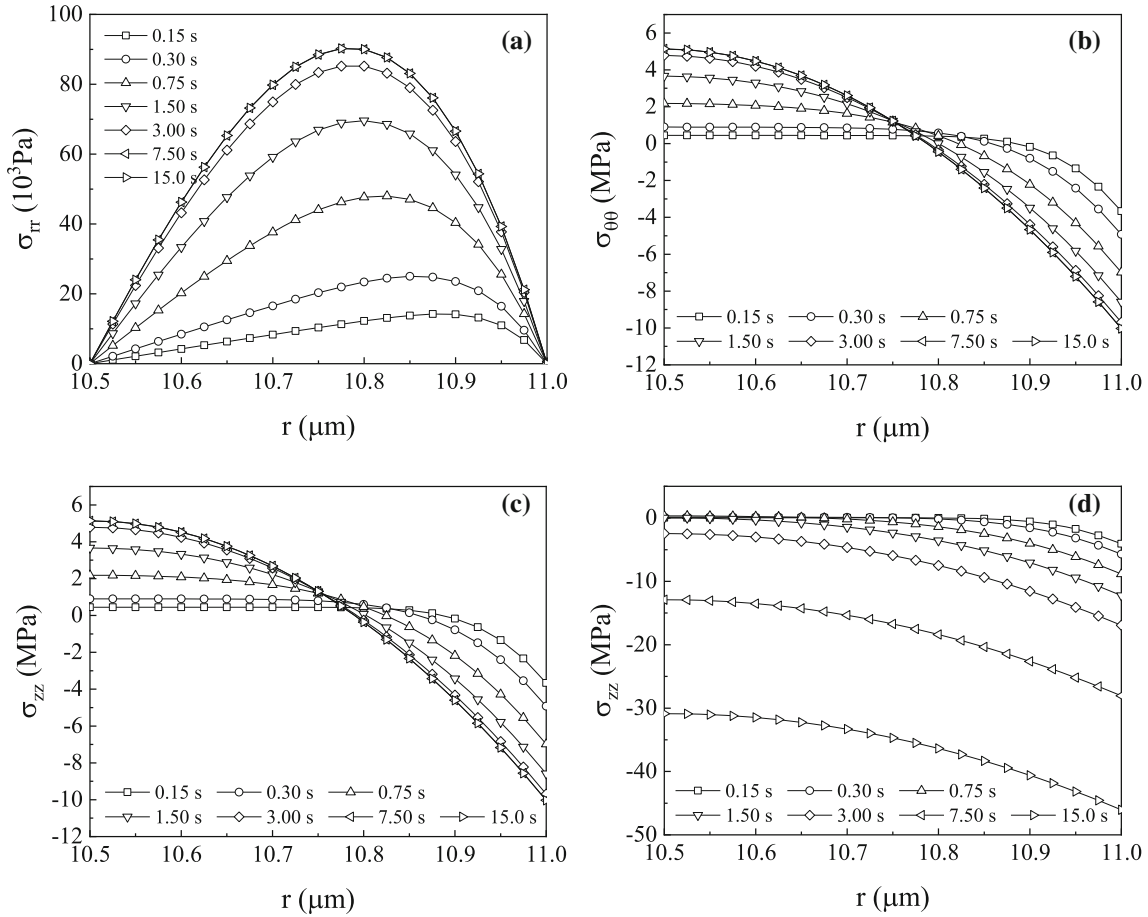 (a)
100
80
60
40
20
0
σrr (10³Pa)
0.15 s
0.30 s
0.75 s
1.50 s
3.00 s
7.50 s
15.0 s
10.5 10.6 10.7 10.8 10.9 11.0
r (μm)
(b)
6
4
2
0
-2
-4
-6
-8
-10
-12
σθθ (MPa)
0.15 s 0.30 s 0.75 s
1.50 s 3.00 s 7.50 s 15.0 s
10.5 10.6 10.7 10.8 10.9 11.0
r (μm)
(c)
6
4
2
0
-2
-4
-6
-8
-10
-12
σzz (MPa)
0.15 s 0.30 s 0.75 s
1.50 s 3.00 s 7.50 s 15.0 s
10.5 10.6 10.7 10.8 10.9 11.0
r (μm)
(d)
0
-10
-20
-30
-40
-50
σzz (MPa)
0.15 s 0.30 s 0.75 s
1.50 s 3.00 s 7.50 s 15.0 s
10.5 10.6 10.7 10.8 10.9 11.0
r (μm)